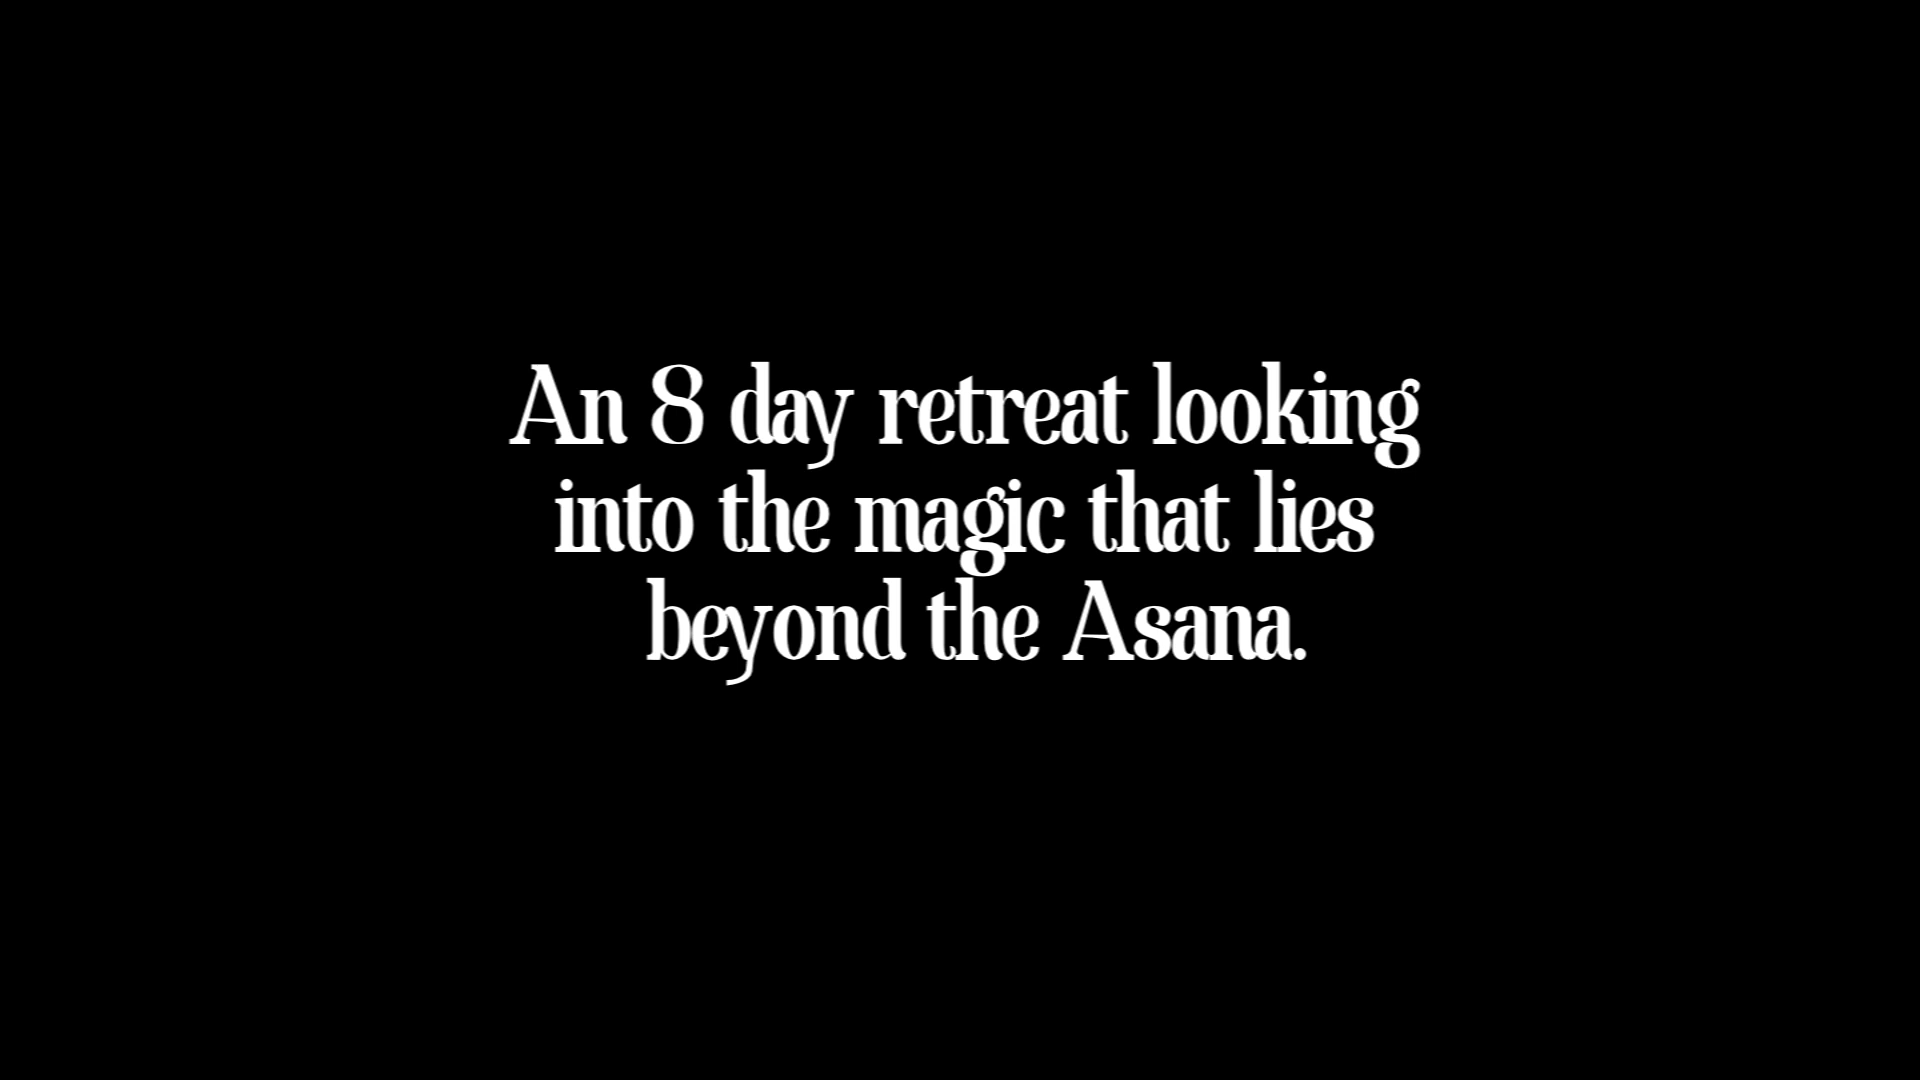 An 8 day retreat looking
into the magic that lies
beyond the Asana.